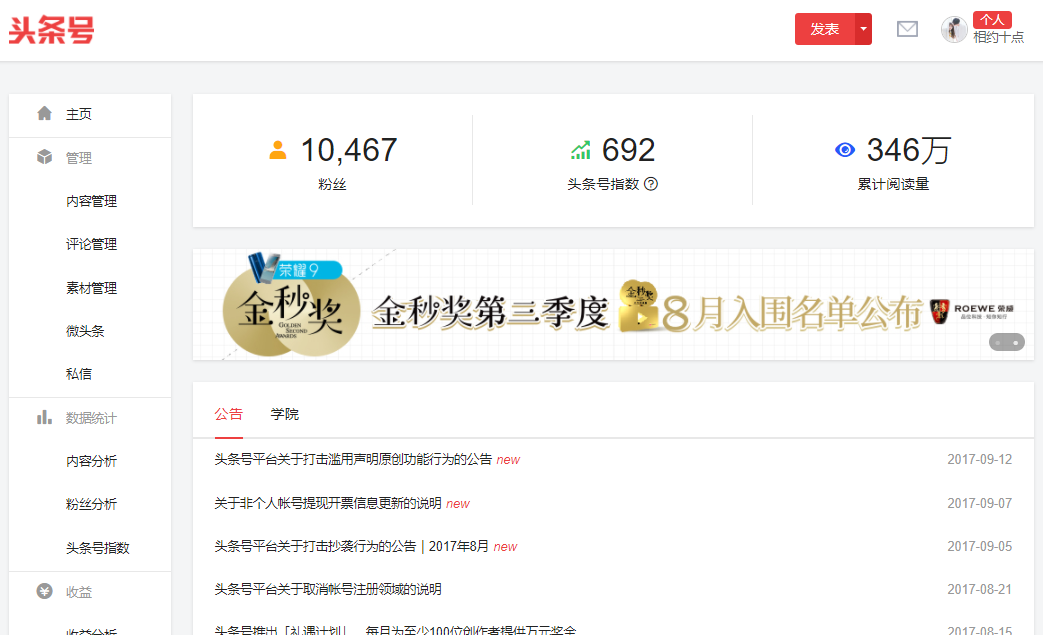 头条号
发表
个人
相约十点
主页
管理
内容管理
评论管理
素材管理
微头条
私信
数据统计
内容分析
粉丝分析
头条号指数
收益
收益分析
10,467
粉丝
692
头条号指数 ?
346万
累计阅读量
荣耀9
金秒奖
GOLDEN
SECOND
AWARDS
金秒奖第三季度
金秒奖
8月入围名单公布
ROEWE 荣威
公告 学院
头条号平台关于打击滥用声明原创功能行为的公告 new 2017-09-12
关于非个人帐号提现开票信息更新的说明 new 2017-09-07
头条号平台关于打击抄袭行为的公告 | 2017年8月 new 2017-09-05
头条号平台关于取消帐号注册领域的说明 2017-08-21
头条号推出「礼遇计划」，每月为至少100位创作者提供万元奖金 2017-08-15